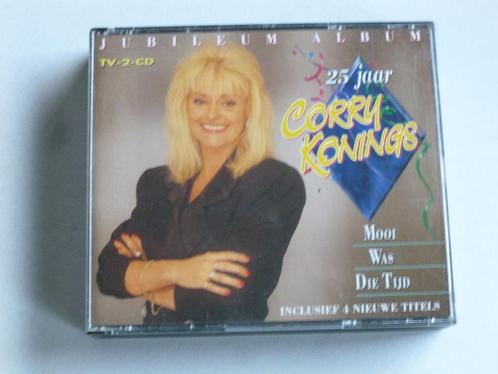 JUBILEUM ALBUM
TV-2-CD
25 jaar
CORRY
KONINGS
MOOI
WAS
DIE TIJD
INCLUSIEF 4 NIEUWE TITELS